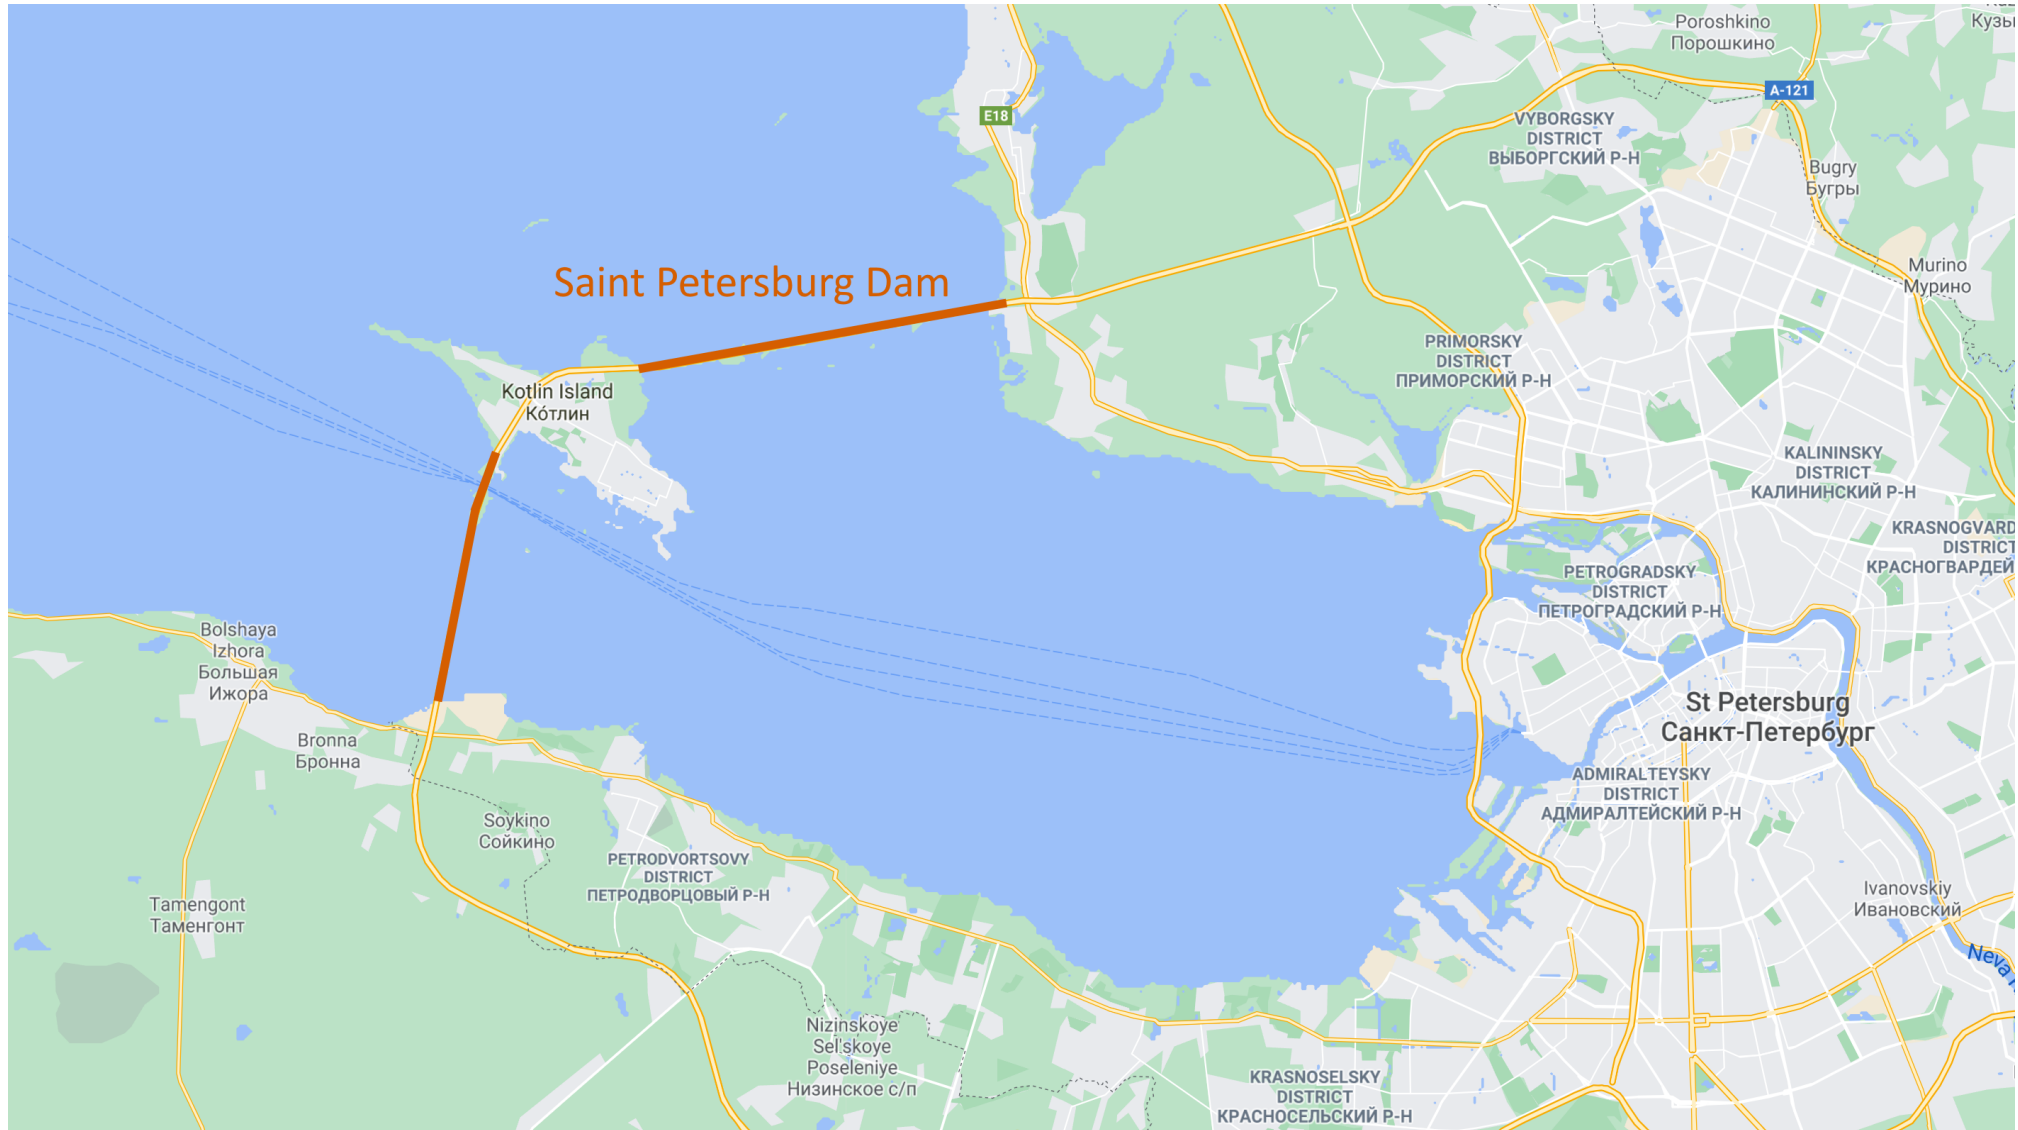 Poroshkino
Порошкино
A-121
E18
VYBORGSKY
DISTRICT
ВЫБОРГСКИЙ Р-Н
Bugry
Бугры
Murino
Мурино
Saint Petersburg Dam
PRIMORSKY
DISTRICT
ПРИМОРСКИЙ Р-Н
Kotlin Island
Ко́тлин
KALININSKY
DISTRICT
КАЛИНИНСКИЙ Р-Н
KRASNOGVARD
DISTRICT
КРАСНОГВАРДЕЙ
PETROGRADSKY
DISTRICT
ПЕТРОГРАДСКИЙ Р-Н
Bolshaya
Izhora
Большая
Ижора
St Petersburg
Санкт-Петербург
Bronna
Бронна
ADMIRALTEYSKY
DISTRICT
АДМИРАЛТЕЙСКИЙ Р-Н
Soykino
Сойкино
PETRODVORTSOVY
DISTRICT
ПЕТРОДВОРЦОВЫЙ Р-Н
Tamengont
Таменгонт
Ivanovskiy
Ивановский
Neva
Nizinskoye
Sel'skoye
Poseleniye
Низинское с/п
KRASNOSELSKY
DISTRICT
КРАСНОСЕЛЬСКИЙ Р-Н